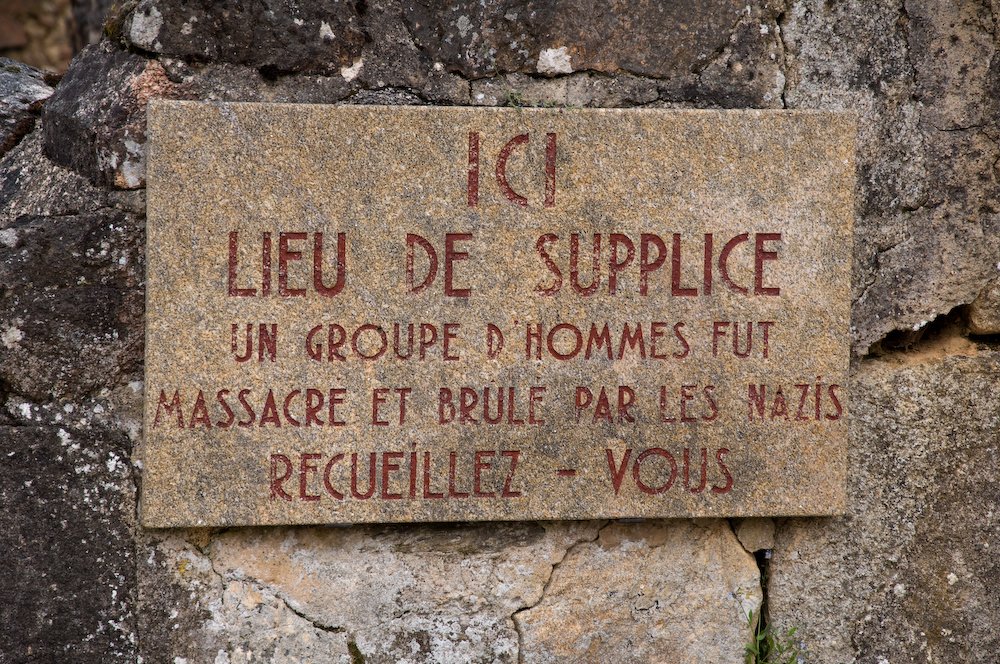 ICI
LIEU DE SUPPLICE
UN GROUPE D'HOMMES FUT
MASSACRE ET BRULE PAR LES NAZIS
RECUEILLEZ - VOUS